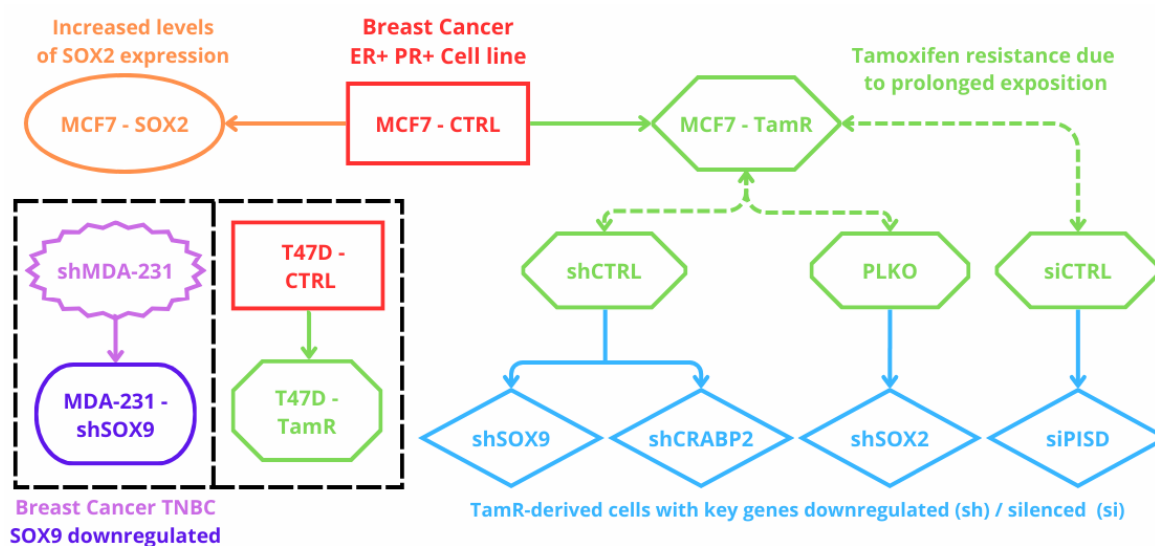 Increased levels
of SOX2 expression
Breast Cancer
ER+ PR+ Cell line
Tamoxifen resistance due
to prolonged exposition
MCF7 - SOX2
MCF7 - CTRL
MCF7 - TamR
shMDA-231
T47D -
CTRL
shCTRL
PLKO
siCTRL
MDA-231 -
shSOX9
T47D -
TamR
shSOX9
shCRABP2
shSOX2
siPISD
Breast Cancer TNBC
SOX9 downregulated
TamR-derived cells with key genes downregulated (sh) / silenced (si)